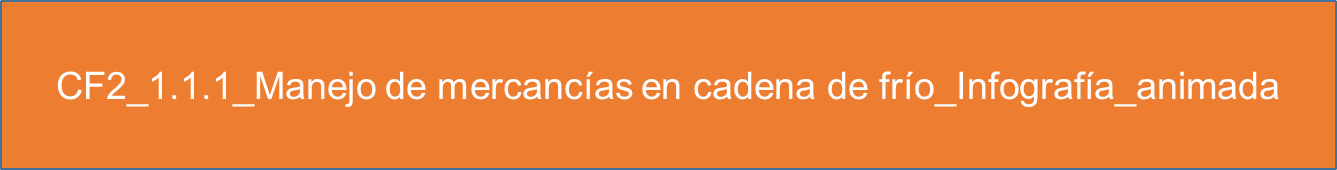 CF2_1.1.1_Manejo de mercancías en cadena de frío_Infografía_animada